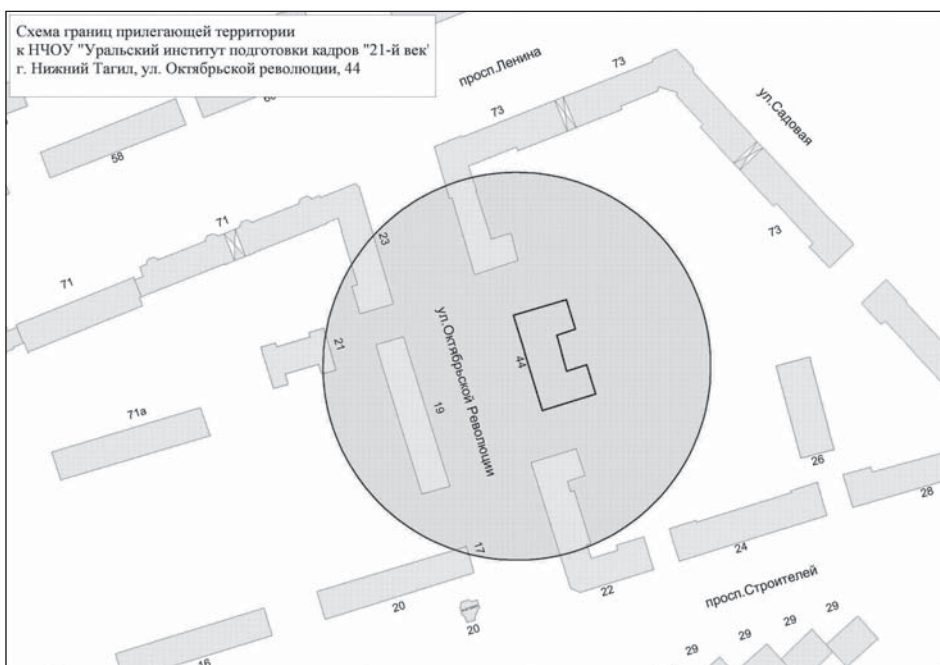 Схема границ прилегающей территории
к НЧОУ "Уральский институт подготовки кадров "21-й век'
г. Нижний Тагил, ул. Октябрьской революции, 44
просп.Ленина
73
73
ул.Садовая
58
71
23
73
71
ул.Октябрьской Революции
21
44
19
71а
26
28
17
24
22
просп.Строителей
20
20
29
29
29
29
16